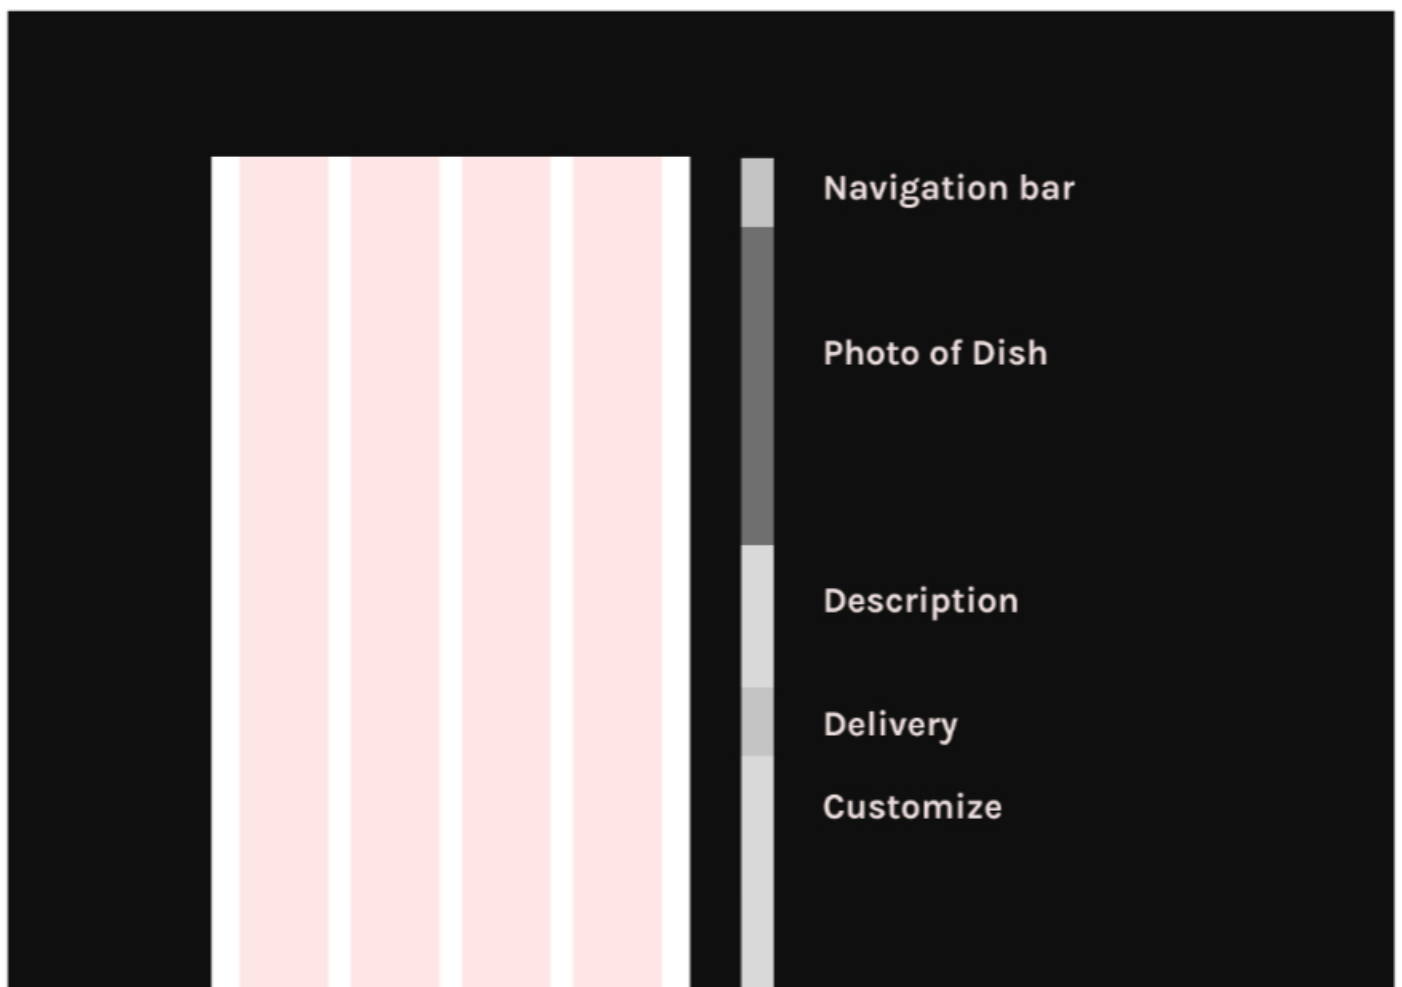 Navigation bar
Photo of Dish
Description
Delivery
Customize